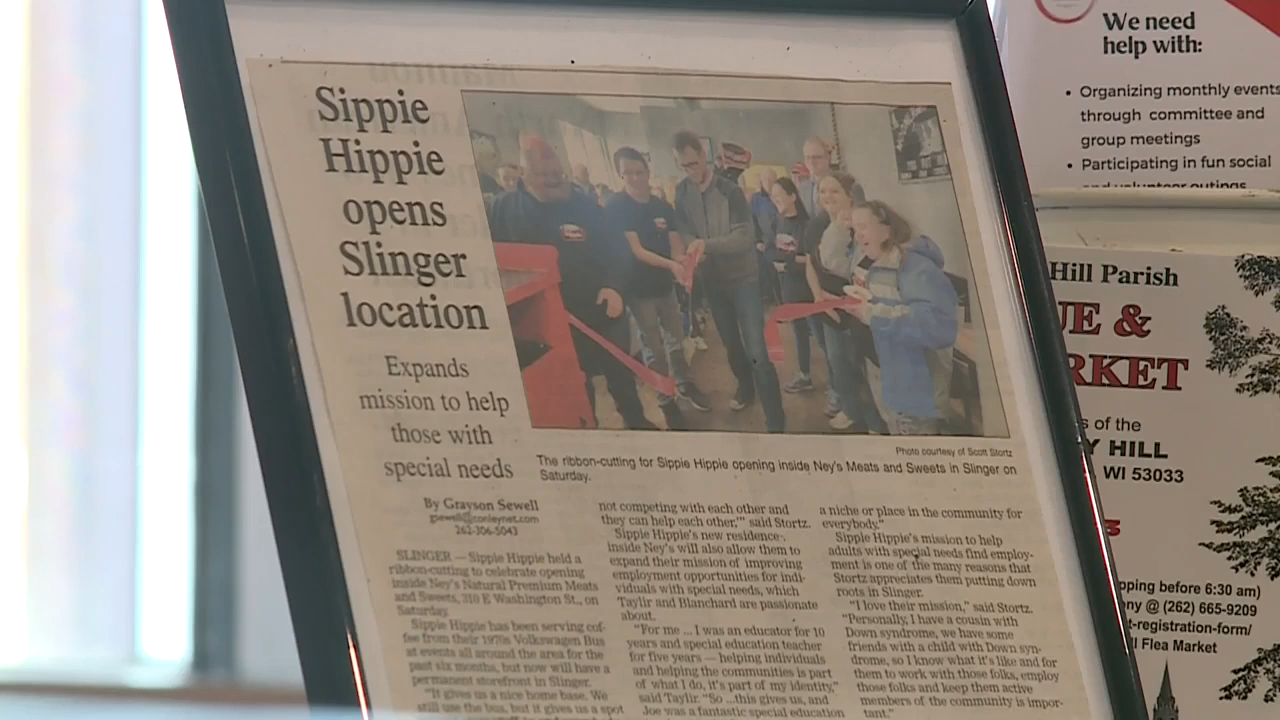 Sippie
Hippie
opens
Slinger
location
Expands
mission to help
those with
special needs
Photo courtesy of Scott Stortz
The ribbon-cutting for Sippie Hippie opening inside Ney's Meats and Sweets in Slinger on
Saturday.
By Grayson Sewell
gsewell@conleynet.com
262-306-5043
SLINGER — Sippie Hippie held a
ribbon-cutting to celebrate opening
inside Ney's Natural Premium Meats
and Sweets, 310 E Washington St., on
Saturday.
Sippie Hippie has been serving cof-
fee from their 1970s Volkswagen Bus
at events all around the area for the
past six months, but now will have a
permanent storefront in Slinger.
"It gives us a nice home base. We
still use the bus, but it gives us a spot
not competing with each other and
they can help each other,'" said Stortz.
Sippie Hippie's new residence
inside Ney's will also allow them to
expand their mission of improving
employment opportunities for indi-
viduals with special needs, which
Taylir and Blanchard are passionate
about.
"For me ... I was an educator for 10
years and special education teacher
for five years — helping individuals
and helping the communities is part
of what I do, it's part of my identity,"
said Taylir. "So ...this gives us, and
Joe was a fantastic special education
a niche or place in the community for
everybody."
Sippie Hippie's mission to help
adults with special needs find employ-
ment is one of the many reasons that
Stortz appreciates them putting down
roots in Slinger.
"I love their mission," said Stortz.
"Personally, I have a cousin with
Down syndrome, we have some
friends with a child with Down syn-
drome, so I know what it's like and for
them to work with those folks, employ
those folks and keep them active
members of the community is impor-
tant."
We need
help with:
• Organizing monthly events
through committee and
group meetings
• Participating in fun social
and volunteer outings
Hill Parish
UE &
RKET
s of the
Y HILL
WI 53033
pping before 6:30 am)
ny @ (262) 665-9209
t-registration-form/
l Flea Market